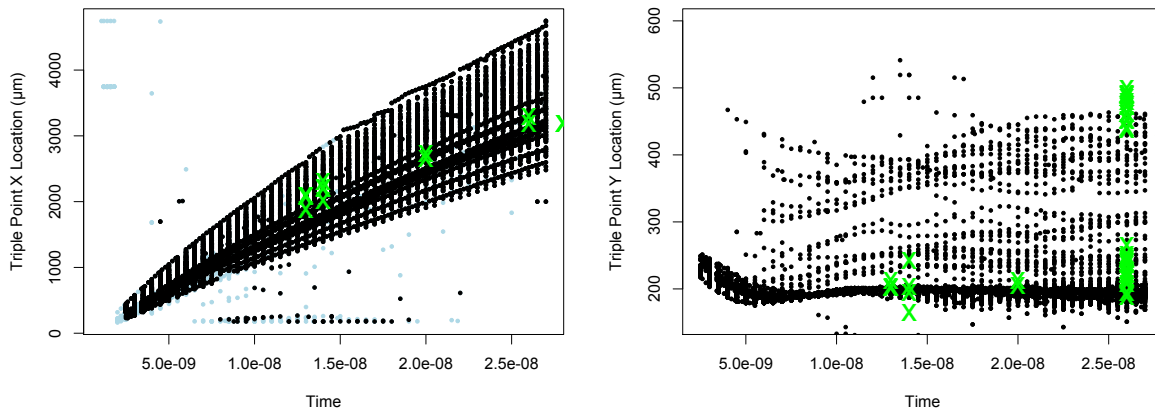 Triple Point X Location (μm)
4000
3000
2000
1000
0
5.0e-09 1.0e-08 1.5e-08 2.0e-08 2.5e-08
Time
Triple Point Y Location (μm)
600
500
400
300
200
5.0e-09 1.0e-08 1.5e-08 2.0e-08 2.5e-08
Time